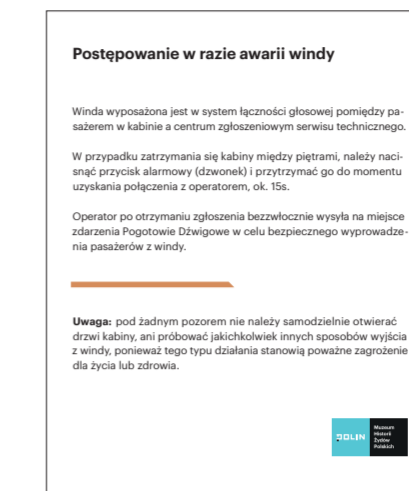 Postępowanie w razie awarii windy
Winda wyposażona jest w system łączności głosowej pomiędzy pa-
sażerem w kabinie a centrum zgłoszeniowym serwisu technicznego.
W przypadku zatrzymania się kabiny między piętrami, należy naci-
snąć przycisk alarmowy (dzwonek) i przytrzymać go do momentu
uzyskania połączenia z operatorem, ok. 15s.
Operator po otrzymaniu zgłoszenia bezzwłocznie wysyła na miejsce
zdarzenia Pogotowie Dźwigowe w celu bezpiecznego wyprowadze-
nia pasażerów z windy.
Uwaga: pod żadnym pozorem nie należy samodzielnie otwierać
drzwi kabiny, ani próbować jakichkolwiek innych sposobów wyjścia
z windy, ponieważ tego typu działania stanowią poważne zagrożenie
dla życia lub zdrowia.
POLIN
Muzeum
Historii
Żydów
Polskich